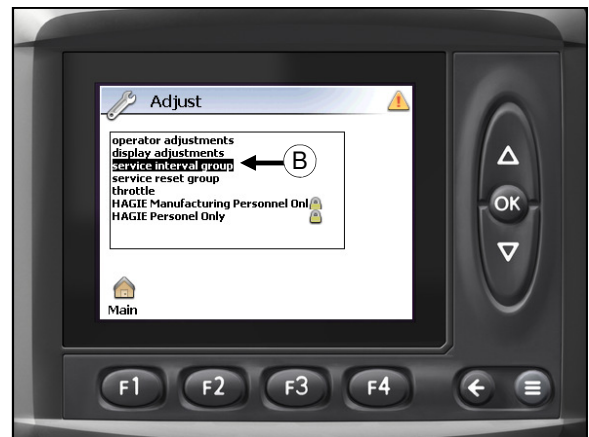 Adjust
operator adjustments
display adjustments
service interval group
B
service reset group
throttle
HAGIE Manufacturing Personnel Onl
HAGIE Personel Only
Main
OK
F1
F2
F3
F4